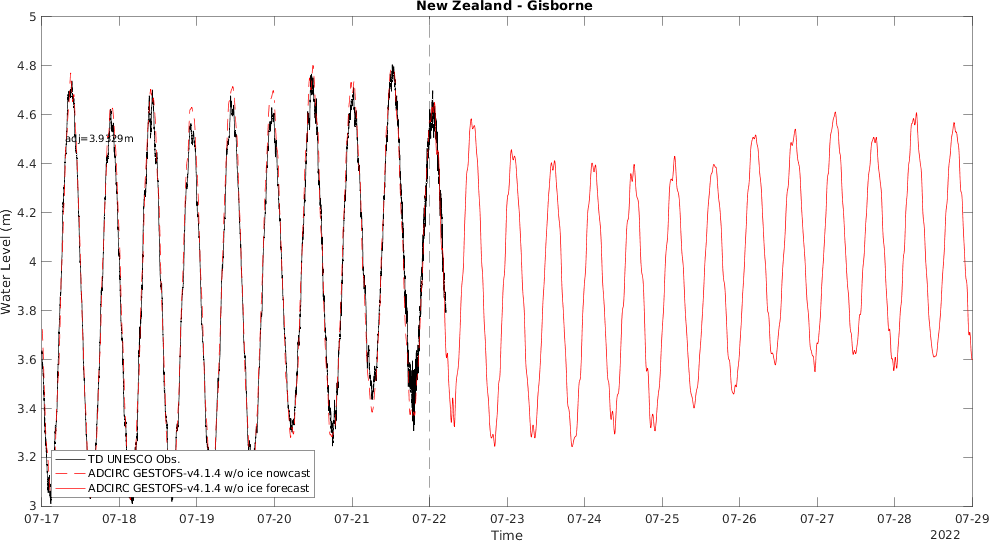 New Zealand - Gisborne
5
4.8
4.6
4.4
4.2
4
3.8
3.6
3.4
3.2
3
Water Level (m)
adj=3.9329m
TD UNESCO Obs.
ADCIRC GESTOFS-v4.1.4 w/o ice nowcast
ADCIRC GESTOFS-v4.1.4 w/o ice forecast
07-17 07-18 07-19 07-20 07-21 07-22 07-23 07-24 07-25 07-26 07-27 07-28 07-29
Time
2022